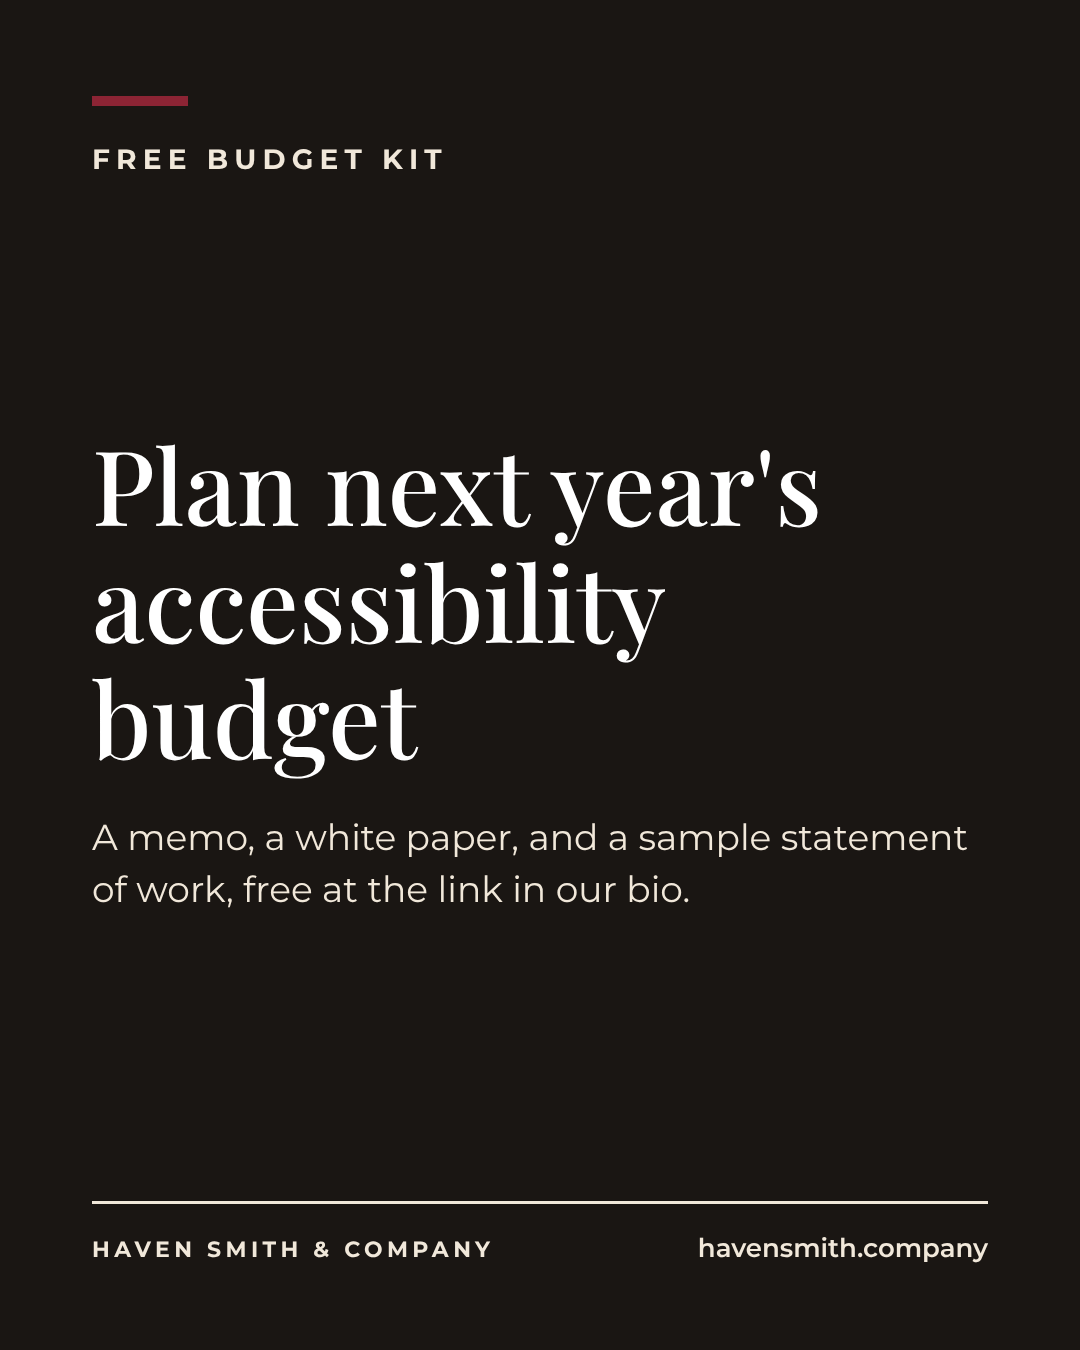 FREE BUDGET KIT
Plan next year's
accessibility
budget
A memo, a white paper, and a sample statement
of work, free at the link in our bio.
HAVEN SMITH & COMPANY
havensmith.company